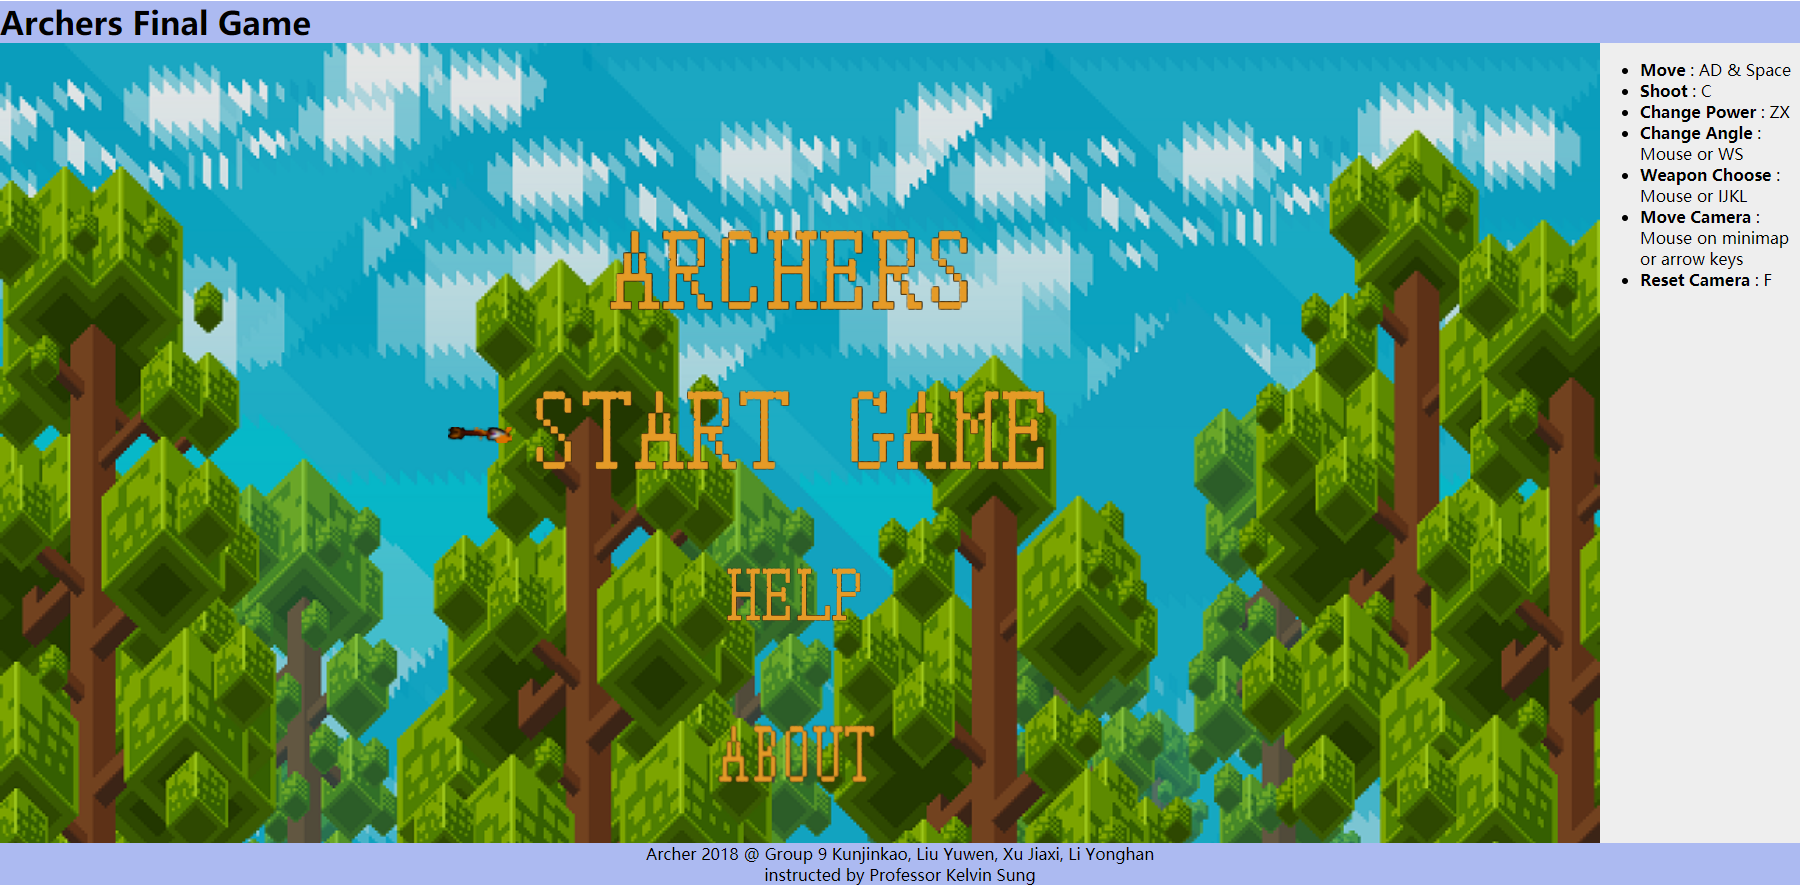 Archers Final Game
ARCHERS
START GAME
HELP
ABOUT
Move : AD & Space
Shoot : C
Change Power : ZX
Change Angle :
Mouse or WS
Weapon Choose :
Mouse or IJKL
Move Camera :
Mouse on minimap
or arrow keys
Reset Camera : F
Archer 2018 @ Group 9 Kunjinkao, Liu Yuwen, Xu Jiaxi, Li Yonghan
instructed by Professor Kelvin Sung